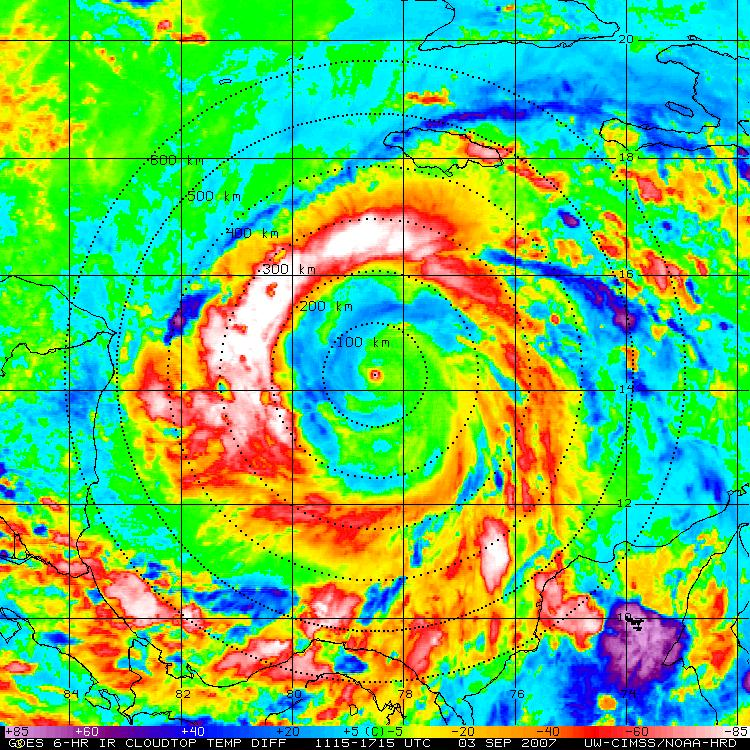 20
18
600 km
500 km
400 km
16
300 km
200 km
100 km
14
12
10
84 82 80 78 76 74
+85 +60 +40 +20 +5 (C) -5 -20 -40 -60 -85
GOES 6-HR IR CLOUDTOP TEMP DIFF 1115-1715 UTC 03 SEP 2007 UW-CIMSS/NOAA-HRD